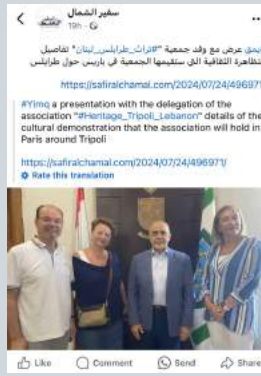 سفير الشمال
19h
يمق عرض مع وفد جمعية "#تراث_طرابلس_لبنان" تفاصيل
التظاهرة الثقافية التي ستقيمها الجمعية في باريس حول طرابلس
https://safiralchamal.com/2024/07/24/496971
#Yimq a presentation with the delegation of the
association "#Heritage_Tripoli_Lebanon" details of the
cultural demonstration that the association will hold in
Paris around Tripoli
https://safiralchamal.com/2024/07/24/496971/
Rate this translation
Like Comment Send Share